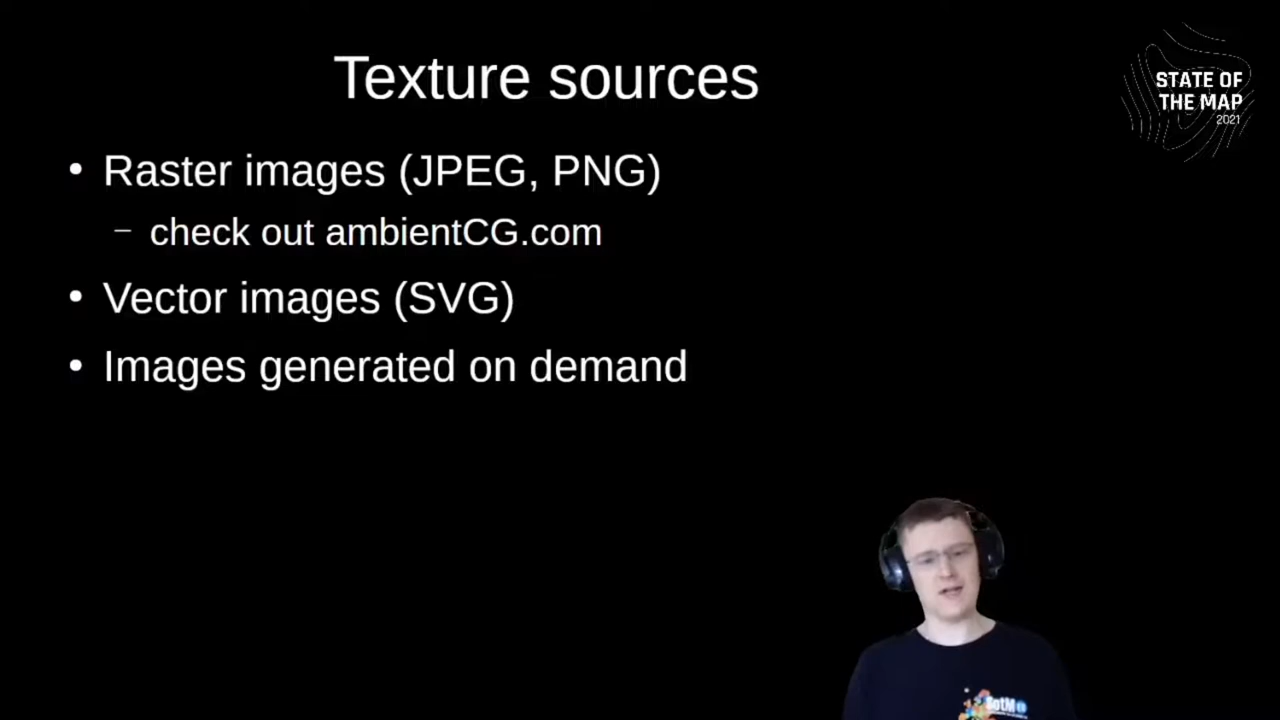 Texture sources
STATE OF
THE MAP
2021
• Raster images (JPEG, PNG)
– check out ambientCG.com
• Vector images (SVG)
• Images generated on demand
SotM